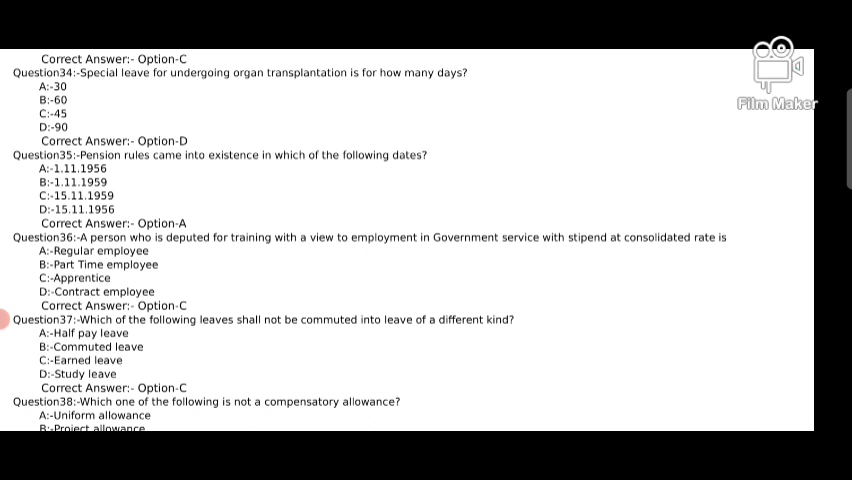 Correct Answer:- Option-C
Question34:-Special leave for undergoing organ transplantation is for how many days?
A:-30
B:-60
C:-45
D:-90
Correct Answer:- Option-D
Question35:-Pension rules came into existence in which of the following dates?
A:-1.11.1956
B:-1.11.1959
C:-15.11.1959
D:-15.11.1956
Correct Answer:- Option-A
Question36:-A person who is deputed for training with a view to employment in Government service with stipend at consolidated rate is
A:-Regular employee
B:-Part Time employee
C:-Apprentice
D:-Contract employee
Correct Answer:- Option-C
Question37:-Which of the following leaves shall not be commuted into leave of a different kind?
A:-Half pay leave
B:-Commuted leave
C:-Earned leave
D:-Study leave
Correct Answer:- Option-C
Question38:-Which one of the following is not a compensatory allowance?
A:-Uniform allowance
B:-Project allowance
Film Maker